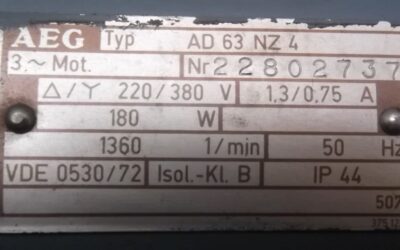 AEG Typ AD 63 NZ 4
3~Mot. Nr 22802737
Δ/Y 220/380 V 1,3/0,75 A
180 W
1360 1/min 50 Hz
VDE 0530/72 Isol.-Kl. B IP 44
507